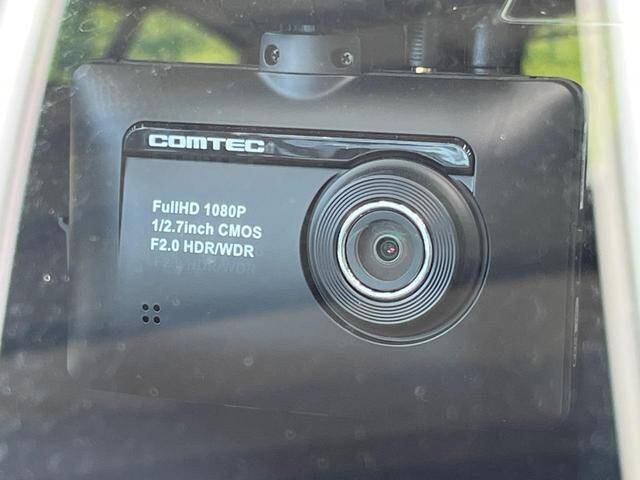 COMTEC
FullHD 1080P
1/2.7inch CMOS
F2.0 HDR/WDR